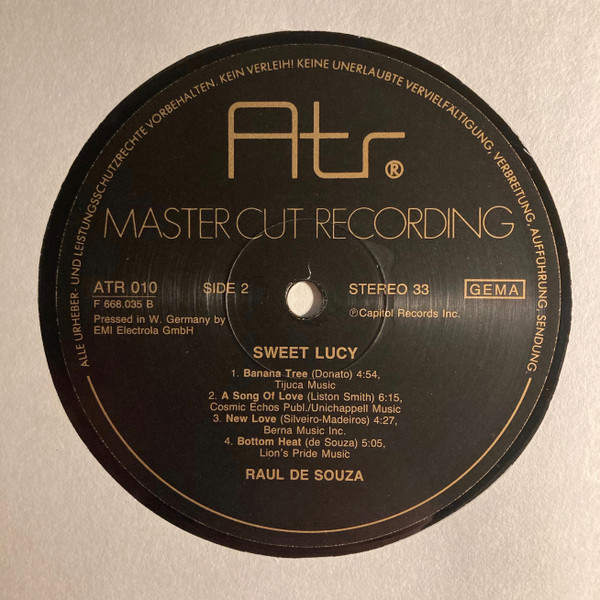 ALLE URHEBER- UND LEISTUNGSSCHUTZRECHTE VORBEHALTEN. KEIN VERLEIH! KEINE UNERLAUBTE VERVIELFÄLTIGUNG, VERBREITUNG, AUFFÜHRUNG, SENDUNG
Atr®
MASTER CUT RECORDING
ATR 010 SIDE 2 STEREO 33 GEMA
F 668.035 B
Pressed in W. Germany by
EMI Electrola GmbH
℗Capitol Records Inc.
SWEET LUCY
1. Banana Tree (Donato) 4:54,
Tijuca Music
2. A Song Of Love (Liston Smith) 6:15,
Cosmic Echos Publ./Unichappell Music
3. New Love (Silveiro-Madeiros) 4:27,
Berna Music Inc.
4. Bottom Heat (de Souza) 5:05,
Lion's Pride Music
RAUL DE SOUZA